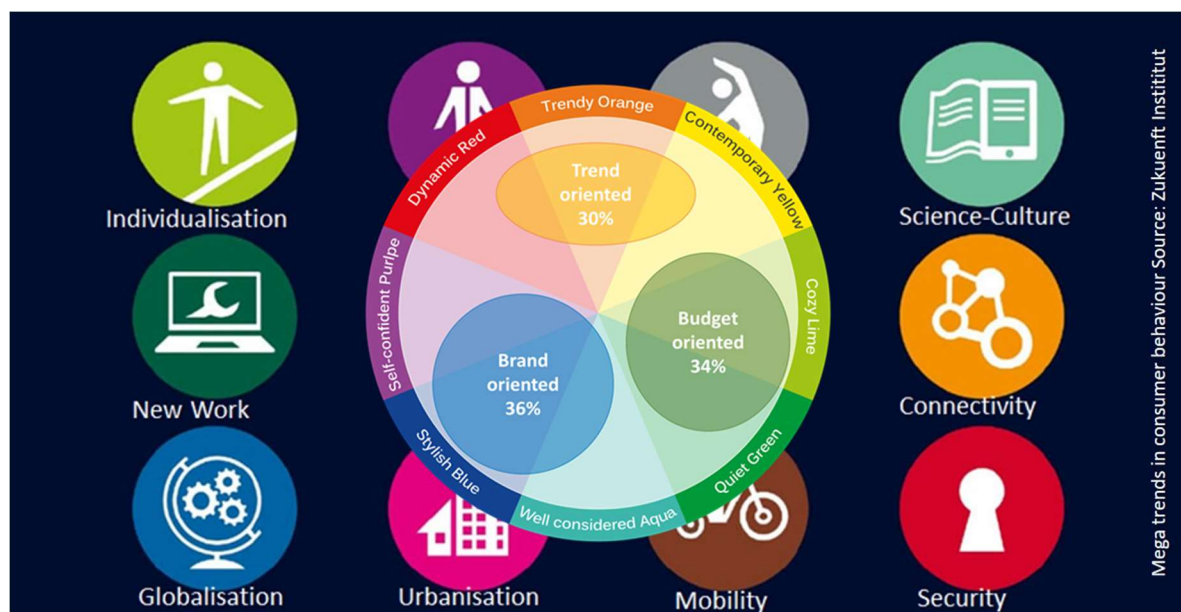 Trendy Orange
Dynamic Red
Contemporary Yellow
Trend
oriented
30%
Individualisation
Science-Culture
Self-confident Purlpe
Cozy Lime
Budget
oriented
34%
Brand
oriented
36%
New Work
Connectivity
Stylish Blue
Quiet Green
Well considered Aqua
Globalisation
Urbanisation
Mobility
Security
Mega trends in consumer behaviour Source: Zukuenft Institut